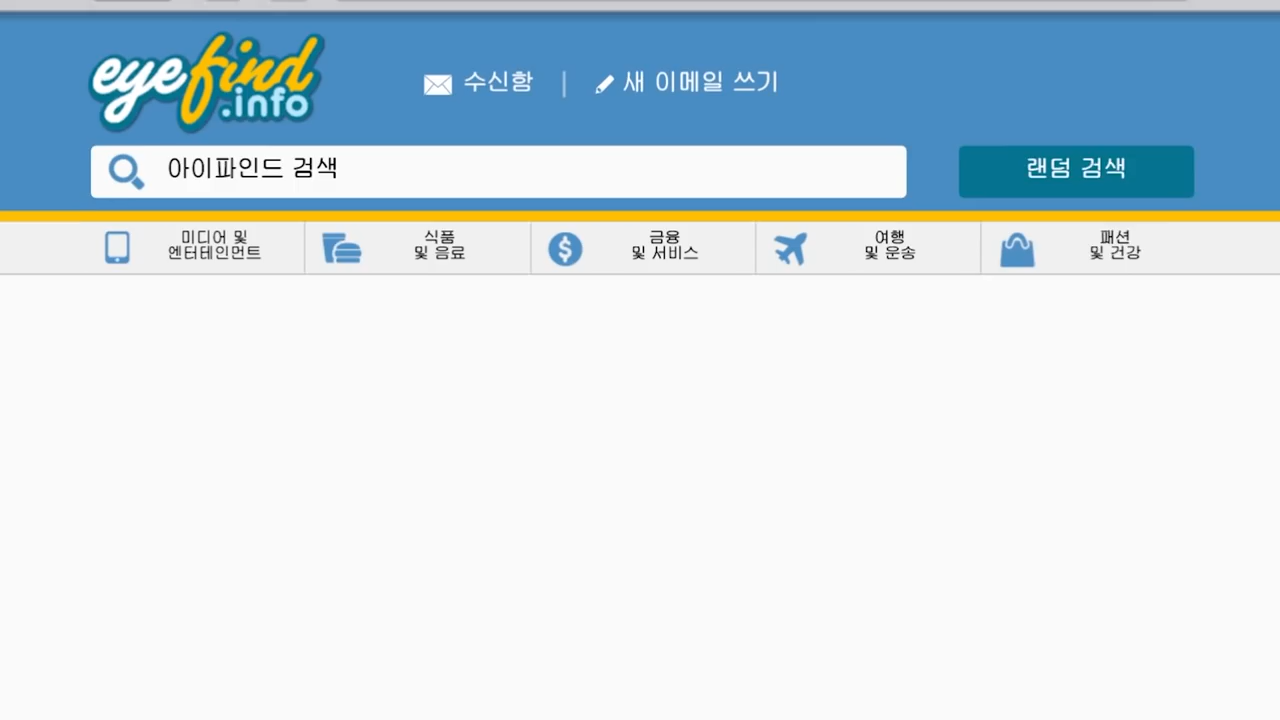 eyefind
.info
수신함 | 새 이메일 쓰기
아이파인드 검색
랜덤 검색
미디어 및
엔터테인먼트
식품
및 음료
금융
및 서비스
여행
및 운송
패션
및 건강